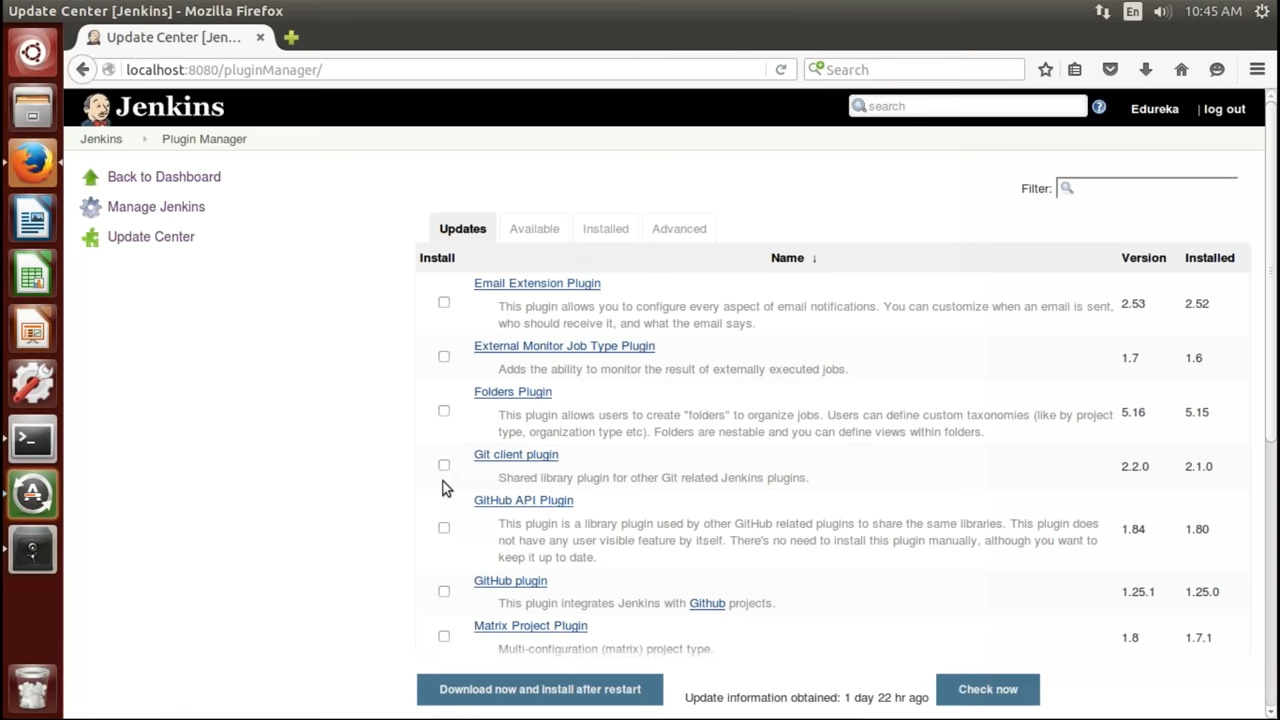 Update Center [Jenkins] - Mozilla Firefox
En
10:45 AM
Update Center [Jen...
localhost:8080/pluginManager/
Search
Jenkins
search
Edureka
| log out
Jenkins
Plugin Manager
Back to Dashboard
Manage Jenkins
Update Center
Filter:
Updates
Available
Installed
Advanced
Install
Name ↓
Version
Installed
Email Extension Plugin
This plugin allows you to configure every aspect of email notifications. You can customize when an email is sent,
who should receive it, and what the email says.
2.53
2.52
External Monitor Job Type Plugin
Adds the ability to monitor the result of externally executed jobs.
1.7
1.6
Folders Plugin
This plugin allows users to create "folders" to organize jobs. Users can define custom taxonomies (like by project
type, organization type etc). Folders are nestable and you can define views within folders.
5.16
5.15
Git client plugin
Shared library plugin for other Git related Jenkins plugins.
2.2.0
2.1.0
GitHub API Plugin
This plugin is a library plugin used by other GitHub related plugins to share the same libraries. This plugin does
not have any user visible feature by itself. There's no need to install this plugin manually, although you want to
keep it up to date.
1.84
1.80
GitHub plugin
This plugin integrates Jenkins with Github projects.
1.25.1
1.25.0
Matrix Project Plugin
Multi-configuration (matrix) project type.
1.8
1.7.1
Download now and install after restart
Update information obtained: 1 day 22 hr ago
Check now